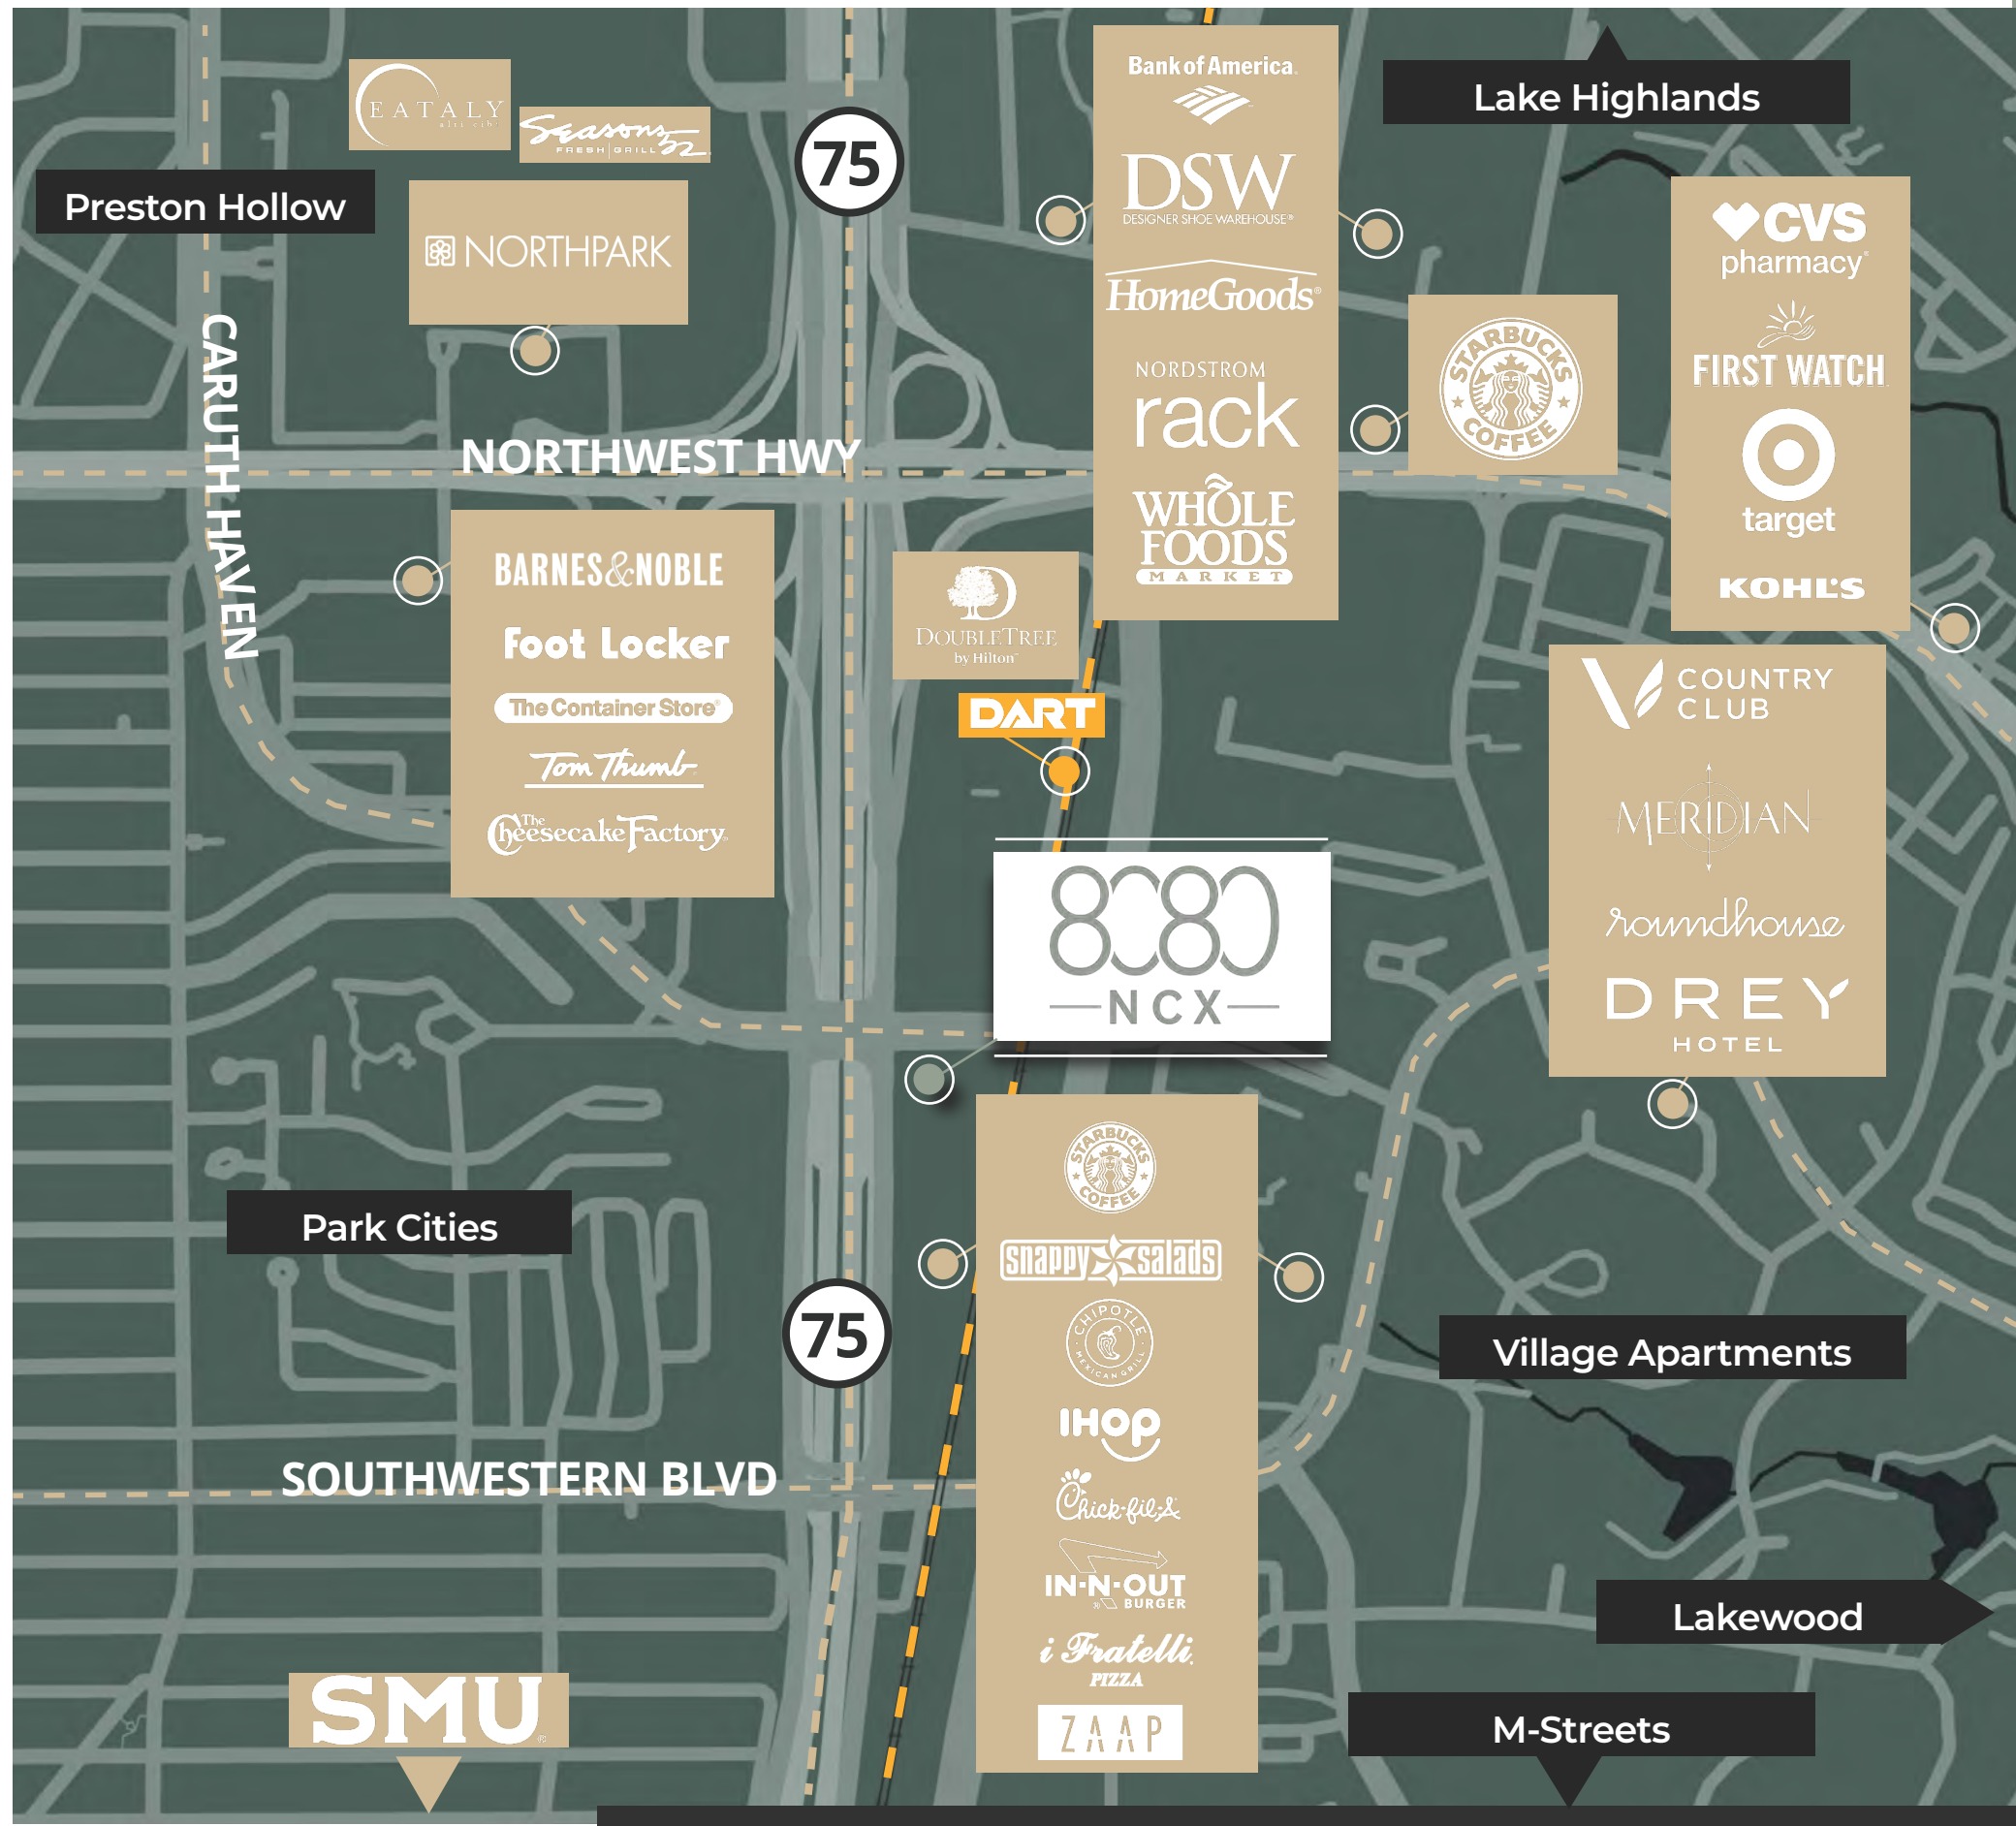 EATALY
alti cibi
Seasons 52
FRESH GRILL
Preston Hollow
NORTHPARK
75
Bank of America
DSW
DESIGNER SHOE WAREHOUSE®
HomeGoods®
NORDSTROM
rack
WHOLE
FOODS
MARKET
Lake Highlands
STARBUCKS
COFFEE
CVS
pharmacy®
FIRST WATCH
target
KOHL'S
CARUTH HAVEN
NORTHWEST HWY
BARNES&NOBLE
Foot Locker
The Container Store®
Tom Thumb
The Cheesecake Factory
DOUBLETREE
by Hilton™
DART
8080
NCX
V COUNTRY
CLUB
MERIDIAN
roundhouse
DREY
HOTEL
Park Cities
75
SOUTHWESTERN BLVD
STARBUCKS
COFFEE
snappy salads
CHIPOTLE
MEXICAN GRILL
IHOP
Chick-fil-A
IN-N-OUT
BURGER
i Fratelli
PIZZA
ZAAP
Village Apartments
Lakewood
M-Streets
SMU